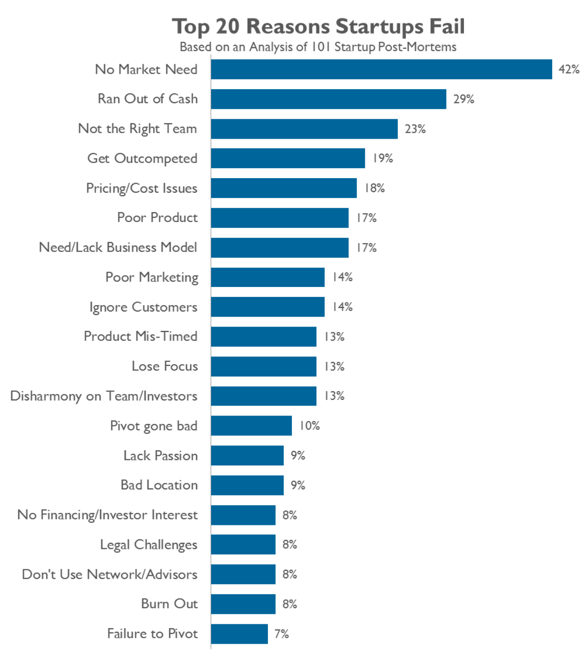 Top 20 Reasons Startups Fail
Based on an Analysis of 101 Startup Post-Mortems
No Market Need 42%
Ran Out of Cash 29%
Not the Right Team 23%
Get Outcompeted 19%
Pricing/Cost Issues 18%
Poor Product 17%
Need/Lack Business Model 17%
Poor Marketing 14%
Ignore Customers 14%
Product Mis-Timed 13%
Lose Focus 13%
Disharmony on Team/Investors 13%
Pivot gone bad 10%
Lack Passion 9%
Bad Location 9%
No Financing/Investor Interest 8%
Legal Challenges 8%
Don't Use Network/Advisors 8%
Burn Out 8%
Failure to Pivot 7%